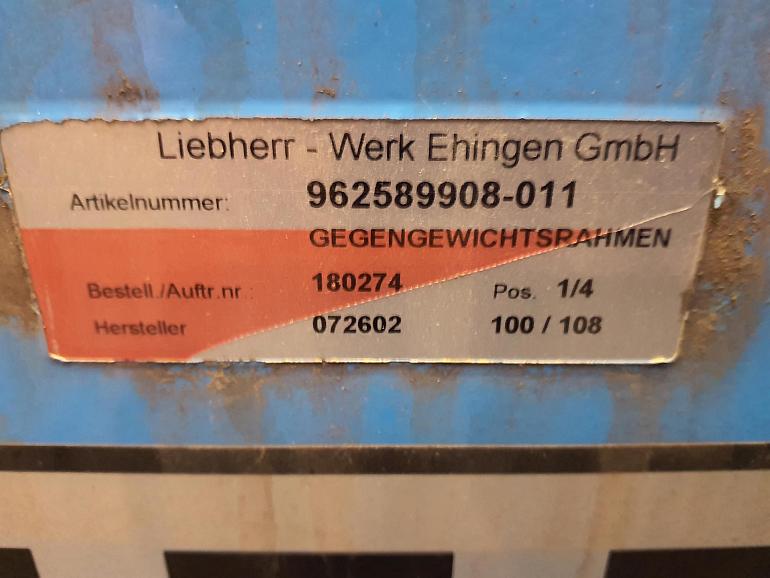 Liebherr - Werk Ehingen GmbH
Artikelnummer: 962589908-011
GEGENGEWICHTSRAHMEN
Bestell./Auftr.nr.: 180274 Pos. 1/4
Hersteller 072602 100 / 108